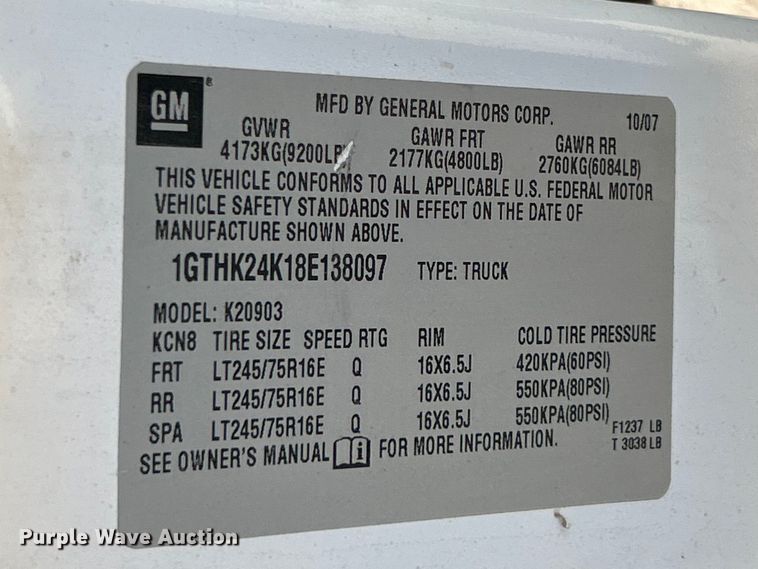 GM ®
MFD BY GENERAL MOTORS CORP. 10/07
GVWR GAWR FRT GAWR RR
4173KG(9200LB) 2177KG(4800LB) 2760KG(6084LB)
THIS VEHICLE CONFORMS TO ALL APPLICABLE U.S. FEDERAL MOTOR
VEHICLE SAFETY STANDARDS IN EFFECT ON THE DATE OF
MANUFACTURE SHOWN ABOVE.
1GTHK24K18E138097 TYPE: TRUCK
MODEL: K20903
KCN8 TIRE SIZE SPEED RTG RIM COLD TIRE PRESSURE
FRT LT245/75R16E Q 16X6.5J 420KPA(60PSI)
RR LT245/75R16E Q 16X6.5J 550KPA(80PSI)
SPA LT245/75R16E Q 16X6.5J 550KPA(80PSI)
F1237 LB
SEE OWNER'S MANUAL i FOR MORE INFORMATION. T 3038 LB
Purple Wave Auction